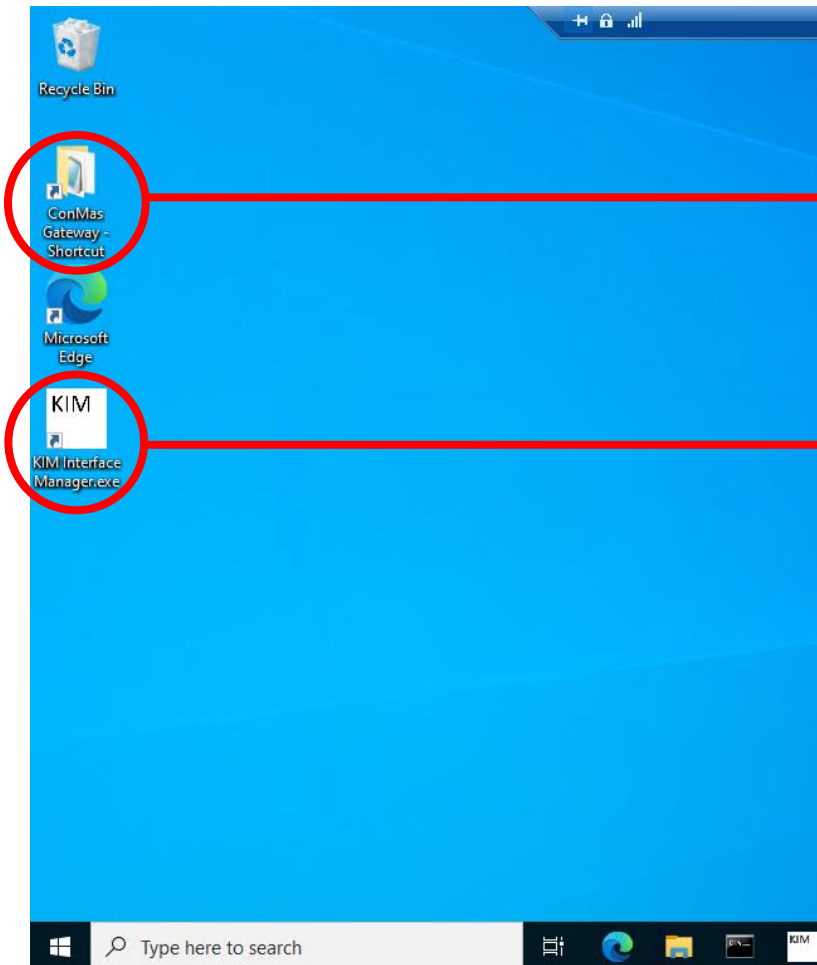 Recycle Bin
ConMas
Gateway -
Shortcut
Microsoft
Edge
KIM
KIM Interface
Manager.exe
Type here to search
KIM